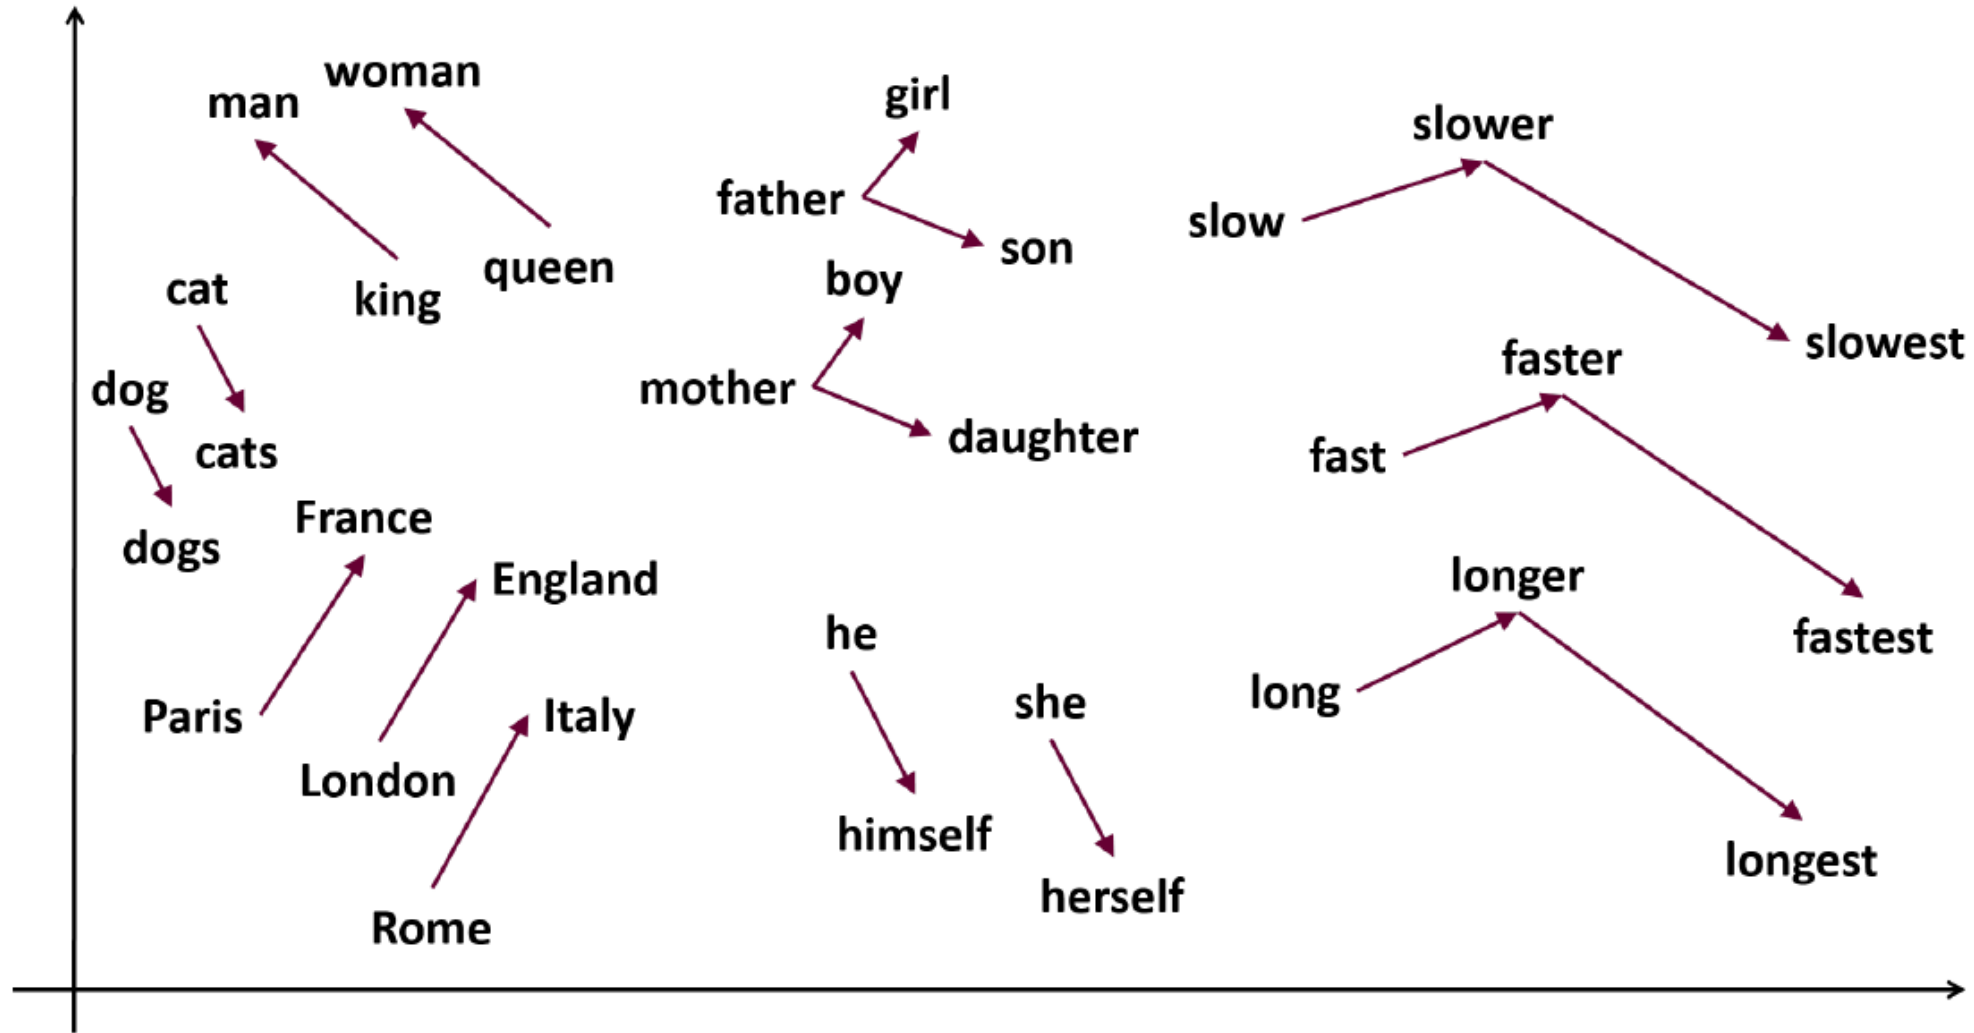 woman
man
girl
slower
father
slow
son
queen
boy
cat
king
slowest
faster
dog
mother
daughter
cats
fast
France
dogs
longer
England
he
fastest
long
she
Paris
Italy
London
himself
longest
herself
Rome